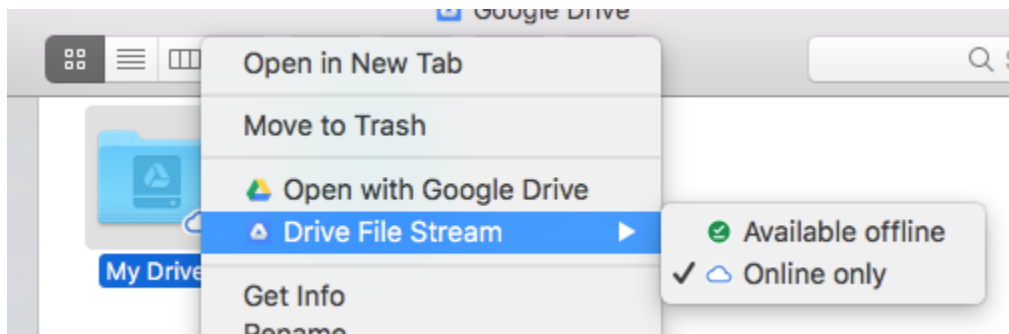 Google Drive
Open in New Tab
Move to Trash
Open with Google Drive
Drive File Stream
Available offline
Online only
My Drive
Get Info
Rename